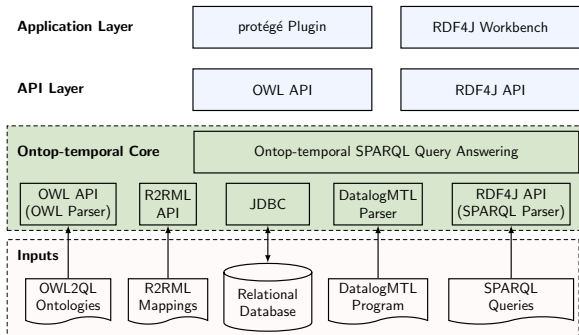 Application Layer
protégé Plugin
RDF4J Workbench
API Layer
OWL API
RDF4J API
Ontop-temporal Core
Ontop-temporal SPARQL Query Answering
OWL API
(OWL Parser)
R2RML
API
JDBC
DatalogMTL
Parser
RDF4J API
(SPARQL Parser)
Inputs
OWL2QL
Ontologies
R2RML
Mappings
Relational
Database
DatalogMTL
Program
SPARQL
Queries